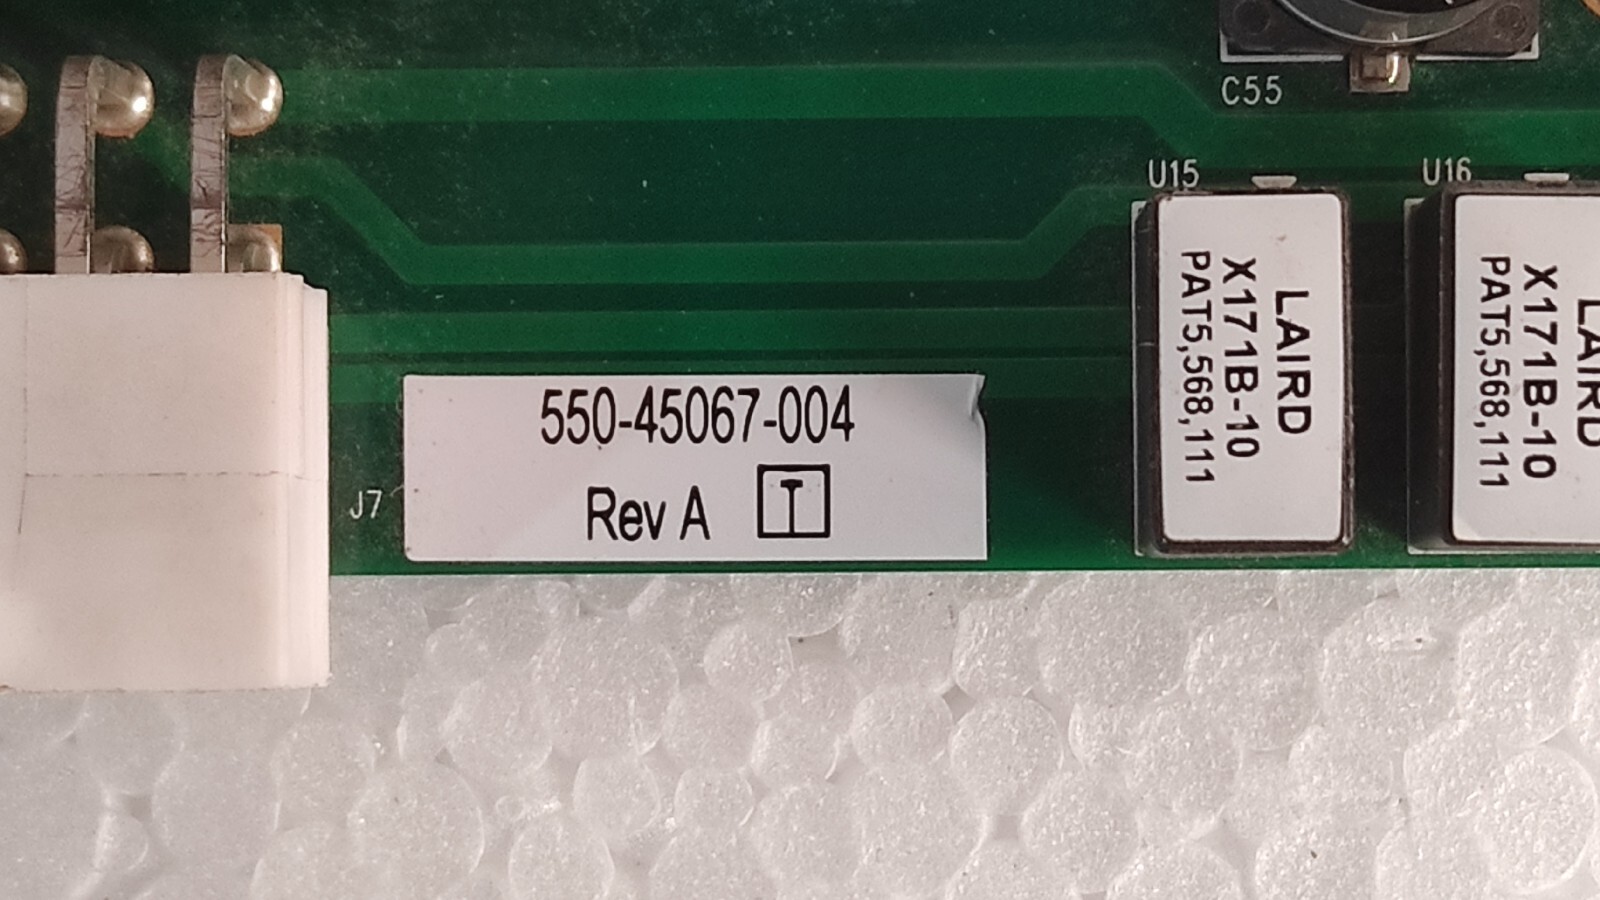 C55
U15
U16
LAIRD
X171B-10
PAT5,568,111
LAIRD
X171B-10
PAT5,568,111
550-45067-004
Rev A T
J7